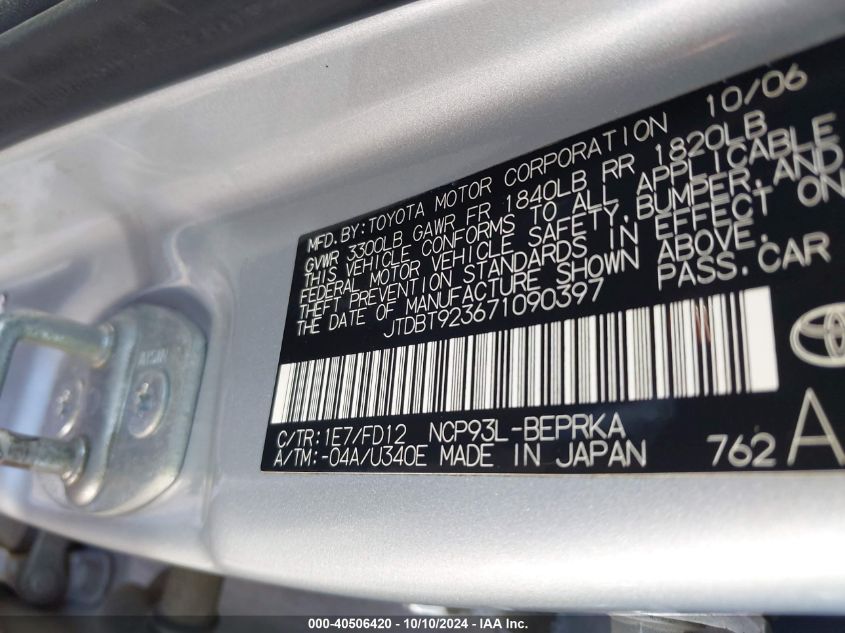 MFD. BY: TOYOTA MOTOR CORPORATION 10/06
GVWR 3300LB GAWR FR 1840LB RR 1820LB
THIS VEHICLE CONFORMS TO ALL APPLICABLE
FEDERAL MOTOR VEHICLE SAFETY, BUMPER, AND
THEFT PREVENTION STANDARDS IN EFFECT ON
THE DATE OF MANUFACTURE SHOWN ABOVE.
JTDBT923671090397 PASS. CAR
C/TR: 1E7/FD12 NCP93L-BEPRKA
A/TM: -04A/U340E MADE IN JAPAN 762 A
000-40506420 - 10/10/2024 - IAA Inc.